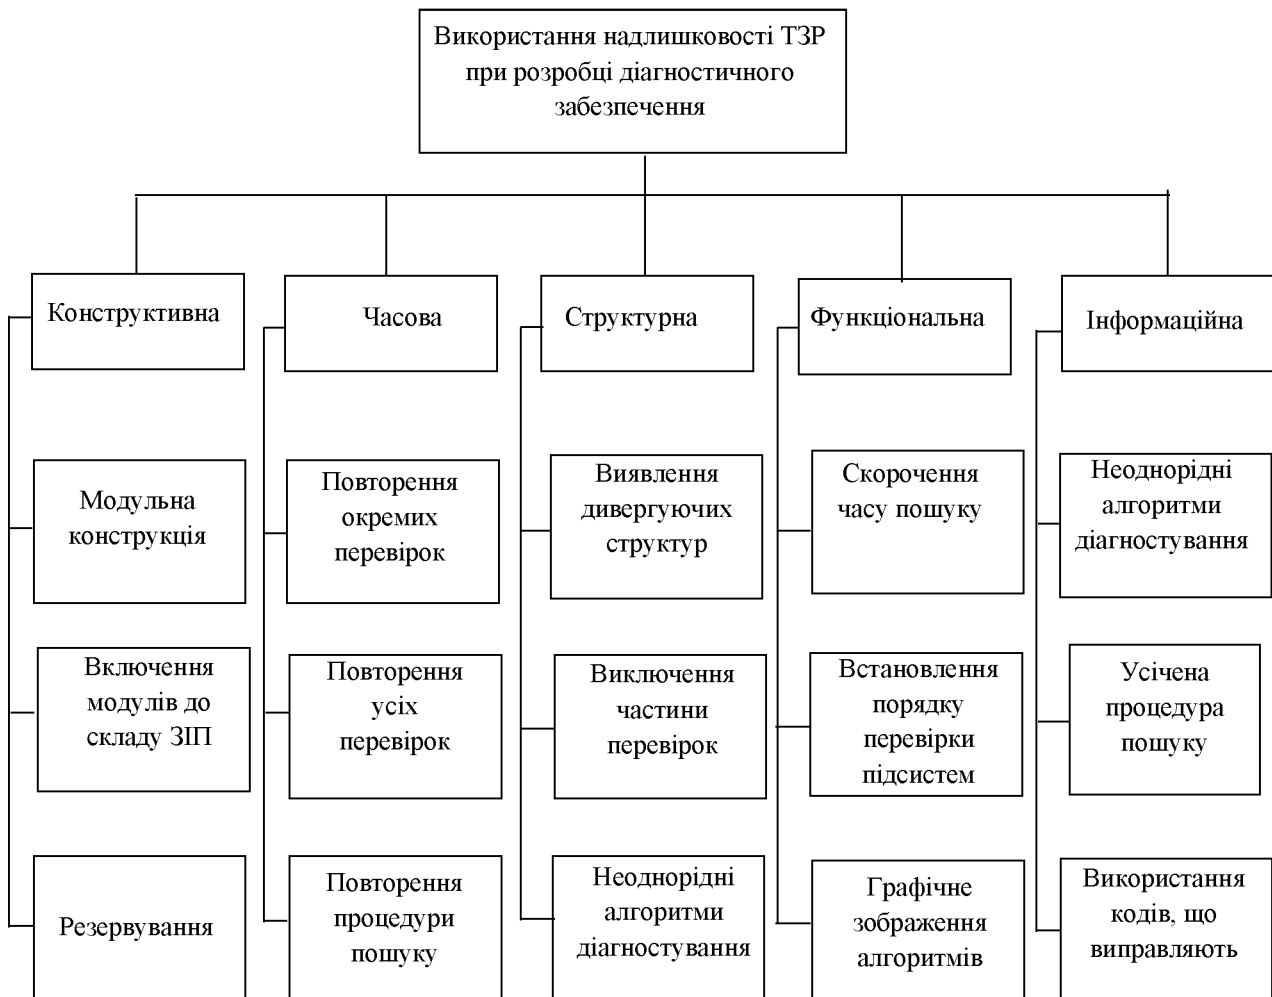 Використання надлишковості ТЗР
при розробці діагностичного
забезпечення
Конструктивна
Часова
Структурна
Функціональна
Інформаційна
Модульна
конструкція
Повторення
окремих
перевірок
Виявлення
дивергуючих
структур
Скорочення
часу пошуку
Неоднорідні
алгоритми
діагностування
Включення
модулів до
складу ЗІП
Повторення
усіх
перевірок
Виключення
частини
перевірок
Встановлення
порядку
перевірки
підсистем
Усічена
процедура
пошуку
Резервування
Повторення
процедури
пошуку
Неоднорідні
алгоритми
діагностування
Графічне
зображення
алгоритмів
Використання
кодів, що
виправляють